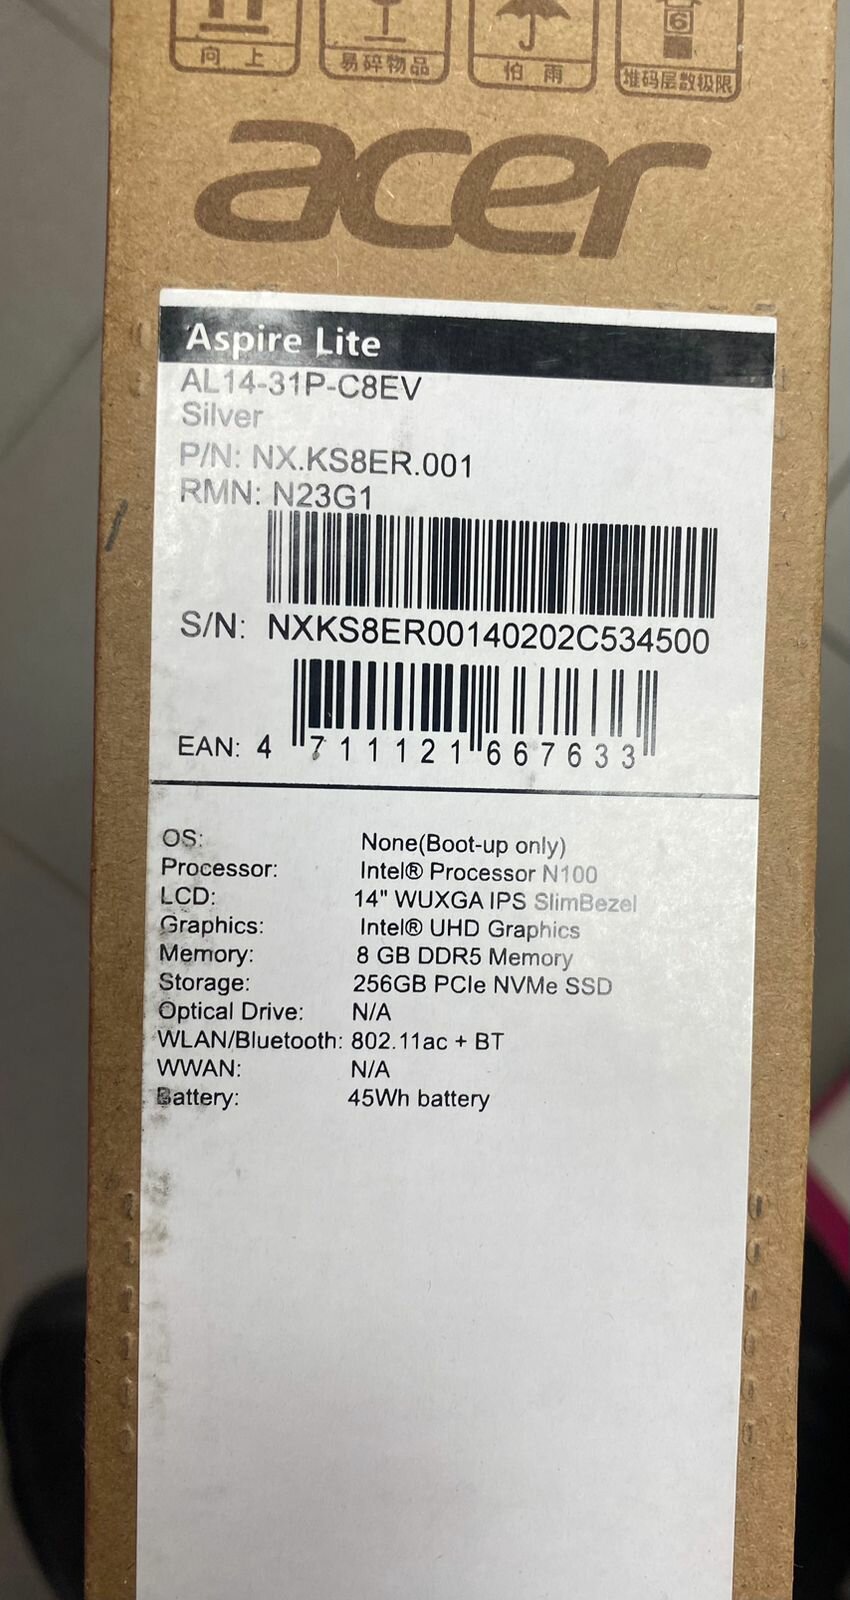 向 上
易碎物品
怕 雨
6
堆码层数极限
acer
Aspire Lite
AL14-31P-C8EV
Silver
P/N: NX.KS8ER.001
RMN: N23G1
S/N: NXKS8ER00140202C534500
EAN: 4 711121 667633
OS: None(Boot-up only)
Processor: Intel® Processor N100
LCD: 14" WUXGA IPS SlimBezel
Graphics: Intel® UHD Graphics
Memory: 8 GB DDR5 Memory
Storage: 256GB PCIe NVMe SSD
Optical Drive: N/A
WLAN/Bluetooth: 802.11ac + BT
WWAN: N/A
Battery: 45Wh battery